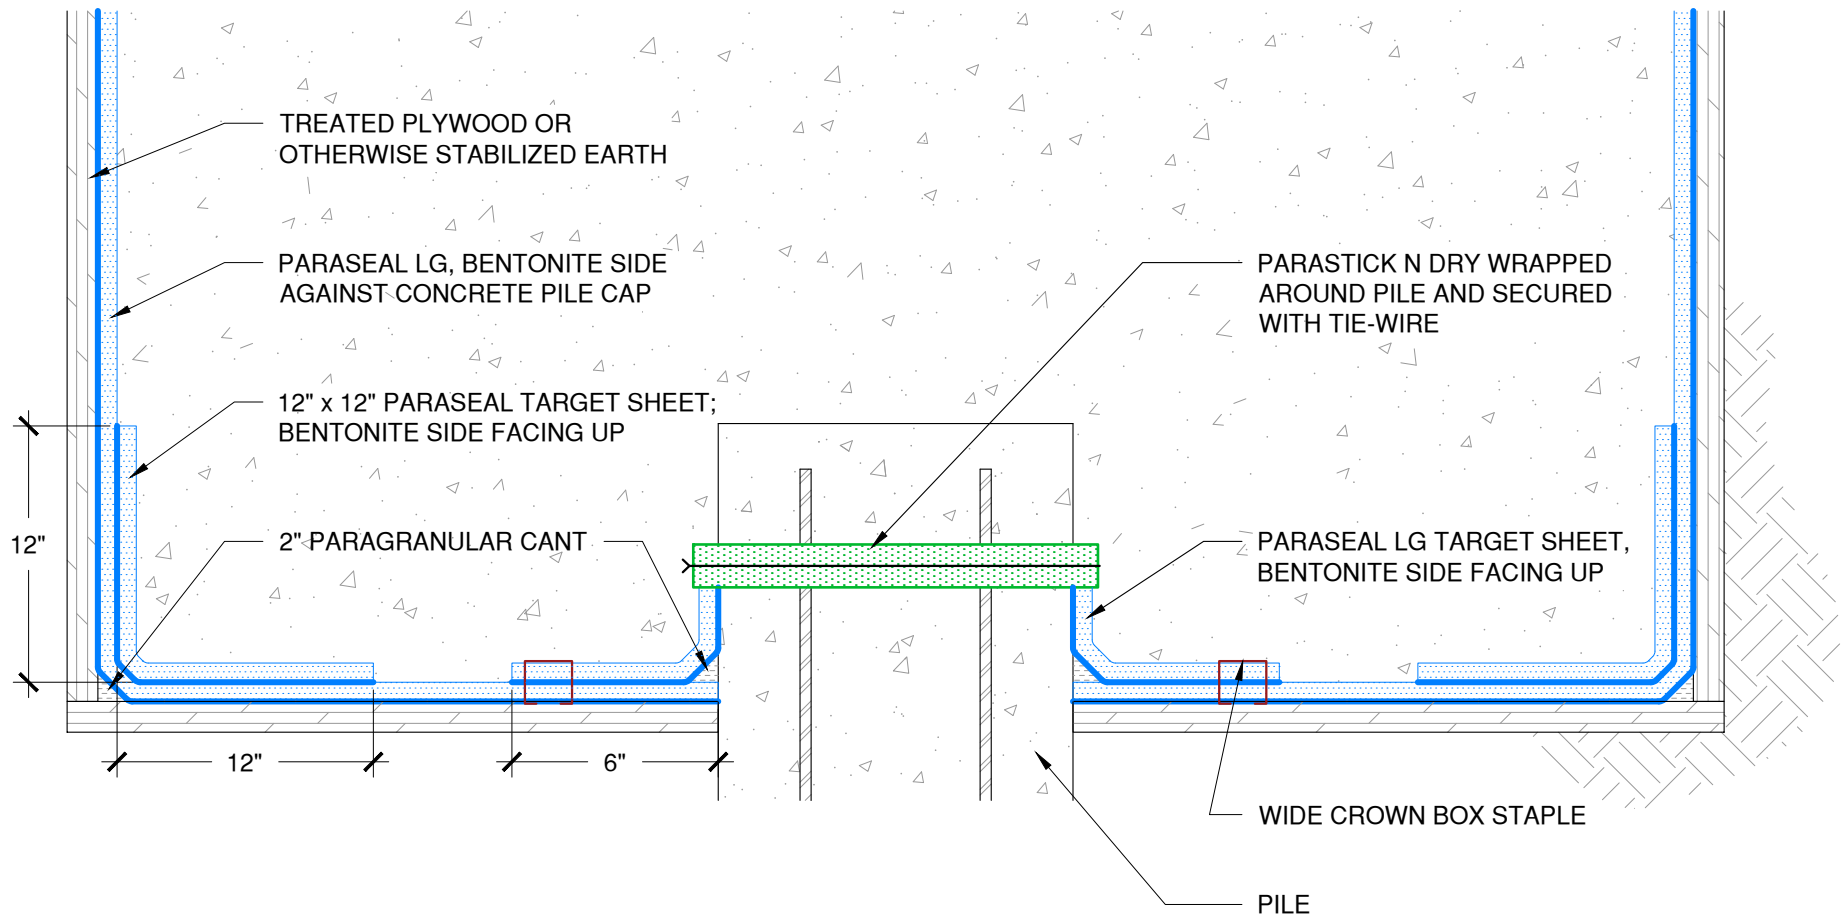 TREATED PLYWOOD OR
OTHERWISE STABILIZED EARTH
PARASEAL LG, BENTONITE SIDE
AGAINST CONCRETE PILE CAP
PARASTICK N DRY WRAPPED
AROUND PILE AND SECURED
WITH TIE-WIRE
12" x 12" PARASEAL TARGET SHEET;
BENTONITE SIDE FACING UP
12"
2" PARAGRANULAR CANT
PARASEAL LG TARGET SHEET,
BENTONITE SIDE FACING UP
12"
6"
WIDE CROWN BOX STAPLE
PILE